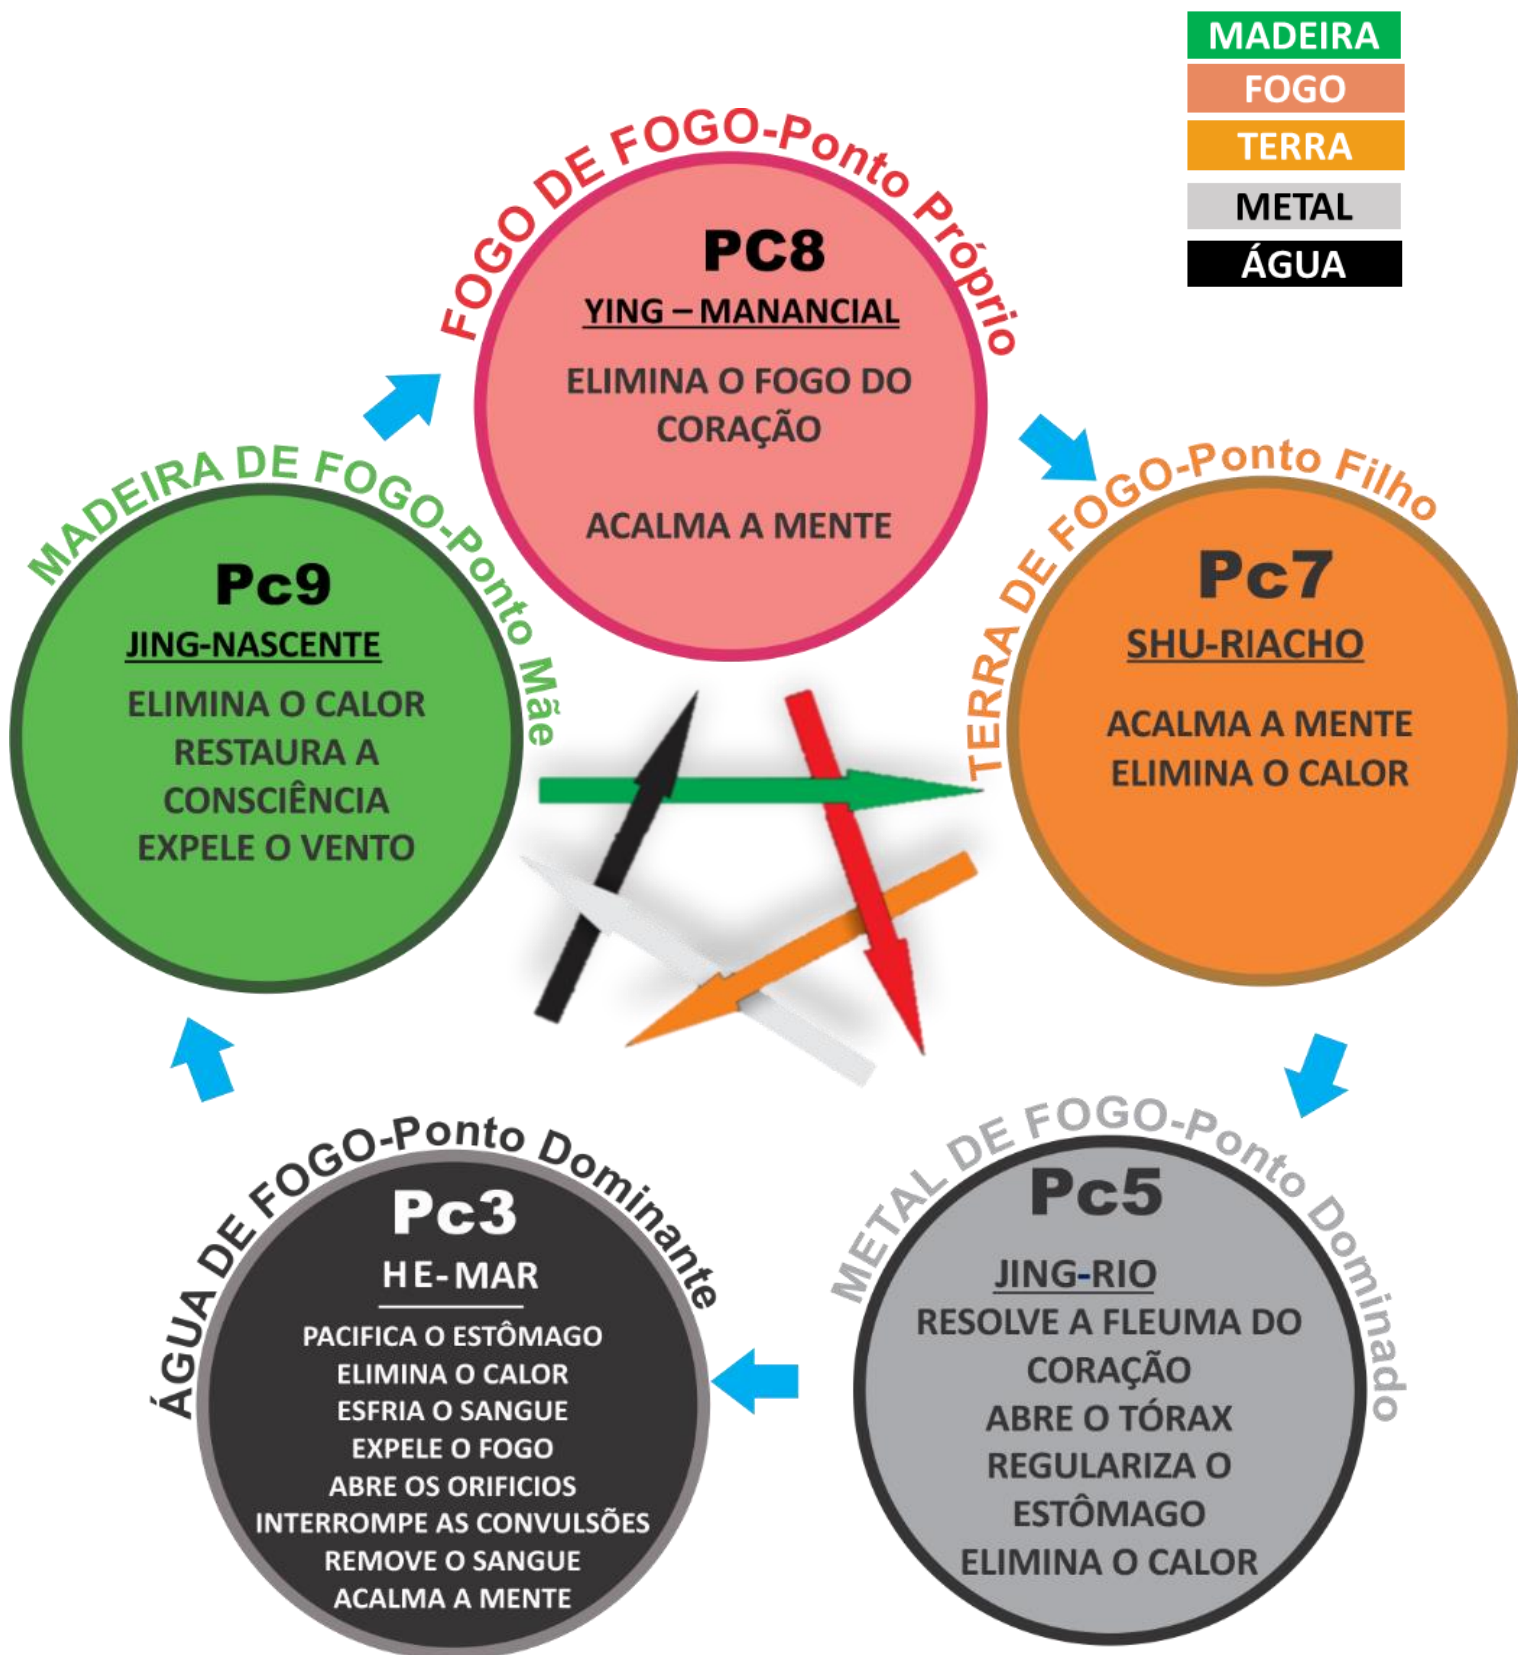 MADEIRA
FOGO
TERRA
METAL
ÁGUA
FOGO DE FOGO-Ponto Próprio
PC8
YING – MANANCIAL
ELIMINA O FOGO DO
CORAÇÃO
ACALMA A MENTE
MADEIRA DE FOGO-Ponto Mãe
Pc9
JING-NASCENTE
ELIMINA O CALOR
RESTAURA A
CONSCIÊNCIA
EXPELE O VENTO
TERRA DE FOGO-Ponto Filho
Pc7
SHU-RIACHO
ACALMA A MENTE
ELIMINA O CALOR
ÁGUA DE FOGO-Ponto Dominante
Pc3
HE-MAR
PACIFICA O ESTÔMAGO
ELIMINA O CALOR
ESFRIA O SANGUE
EXPELE O FOGO
ABRE OS ORIFICIOS
INTERROMPE AS CONVULSÕES
REMOVE O SANGUE
ACALMA A MENTE
METAL DE FOGO-Ponto Dominado
Pc5
JING-RIO
RESOLVE A FLEUMA DO
CORAÇÃO
ABRE O TÓRAX
REGULARIZA O
ESTÔMAGO
ELIMINA O CALOR